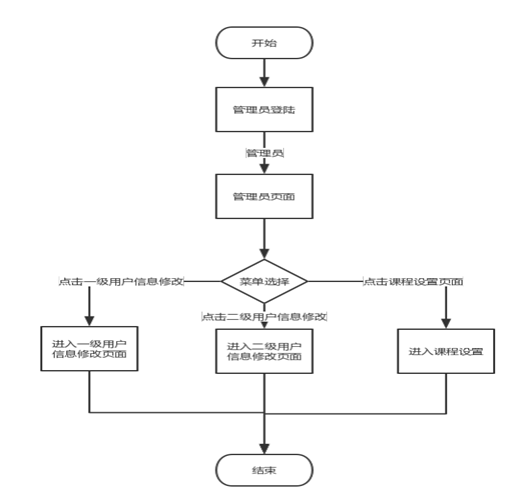 开始
管理员登陆
管理员
管理员页面
菜单选择
点击一级用户信息修改
点击课程设置页面
点击二级用户信息修改
进入一级用户
信息修改页面
进入二级用户
信息修改页面
进入课程设置
结束